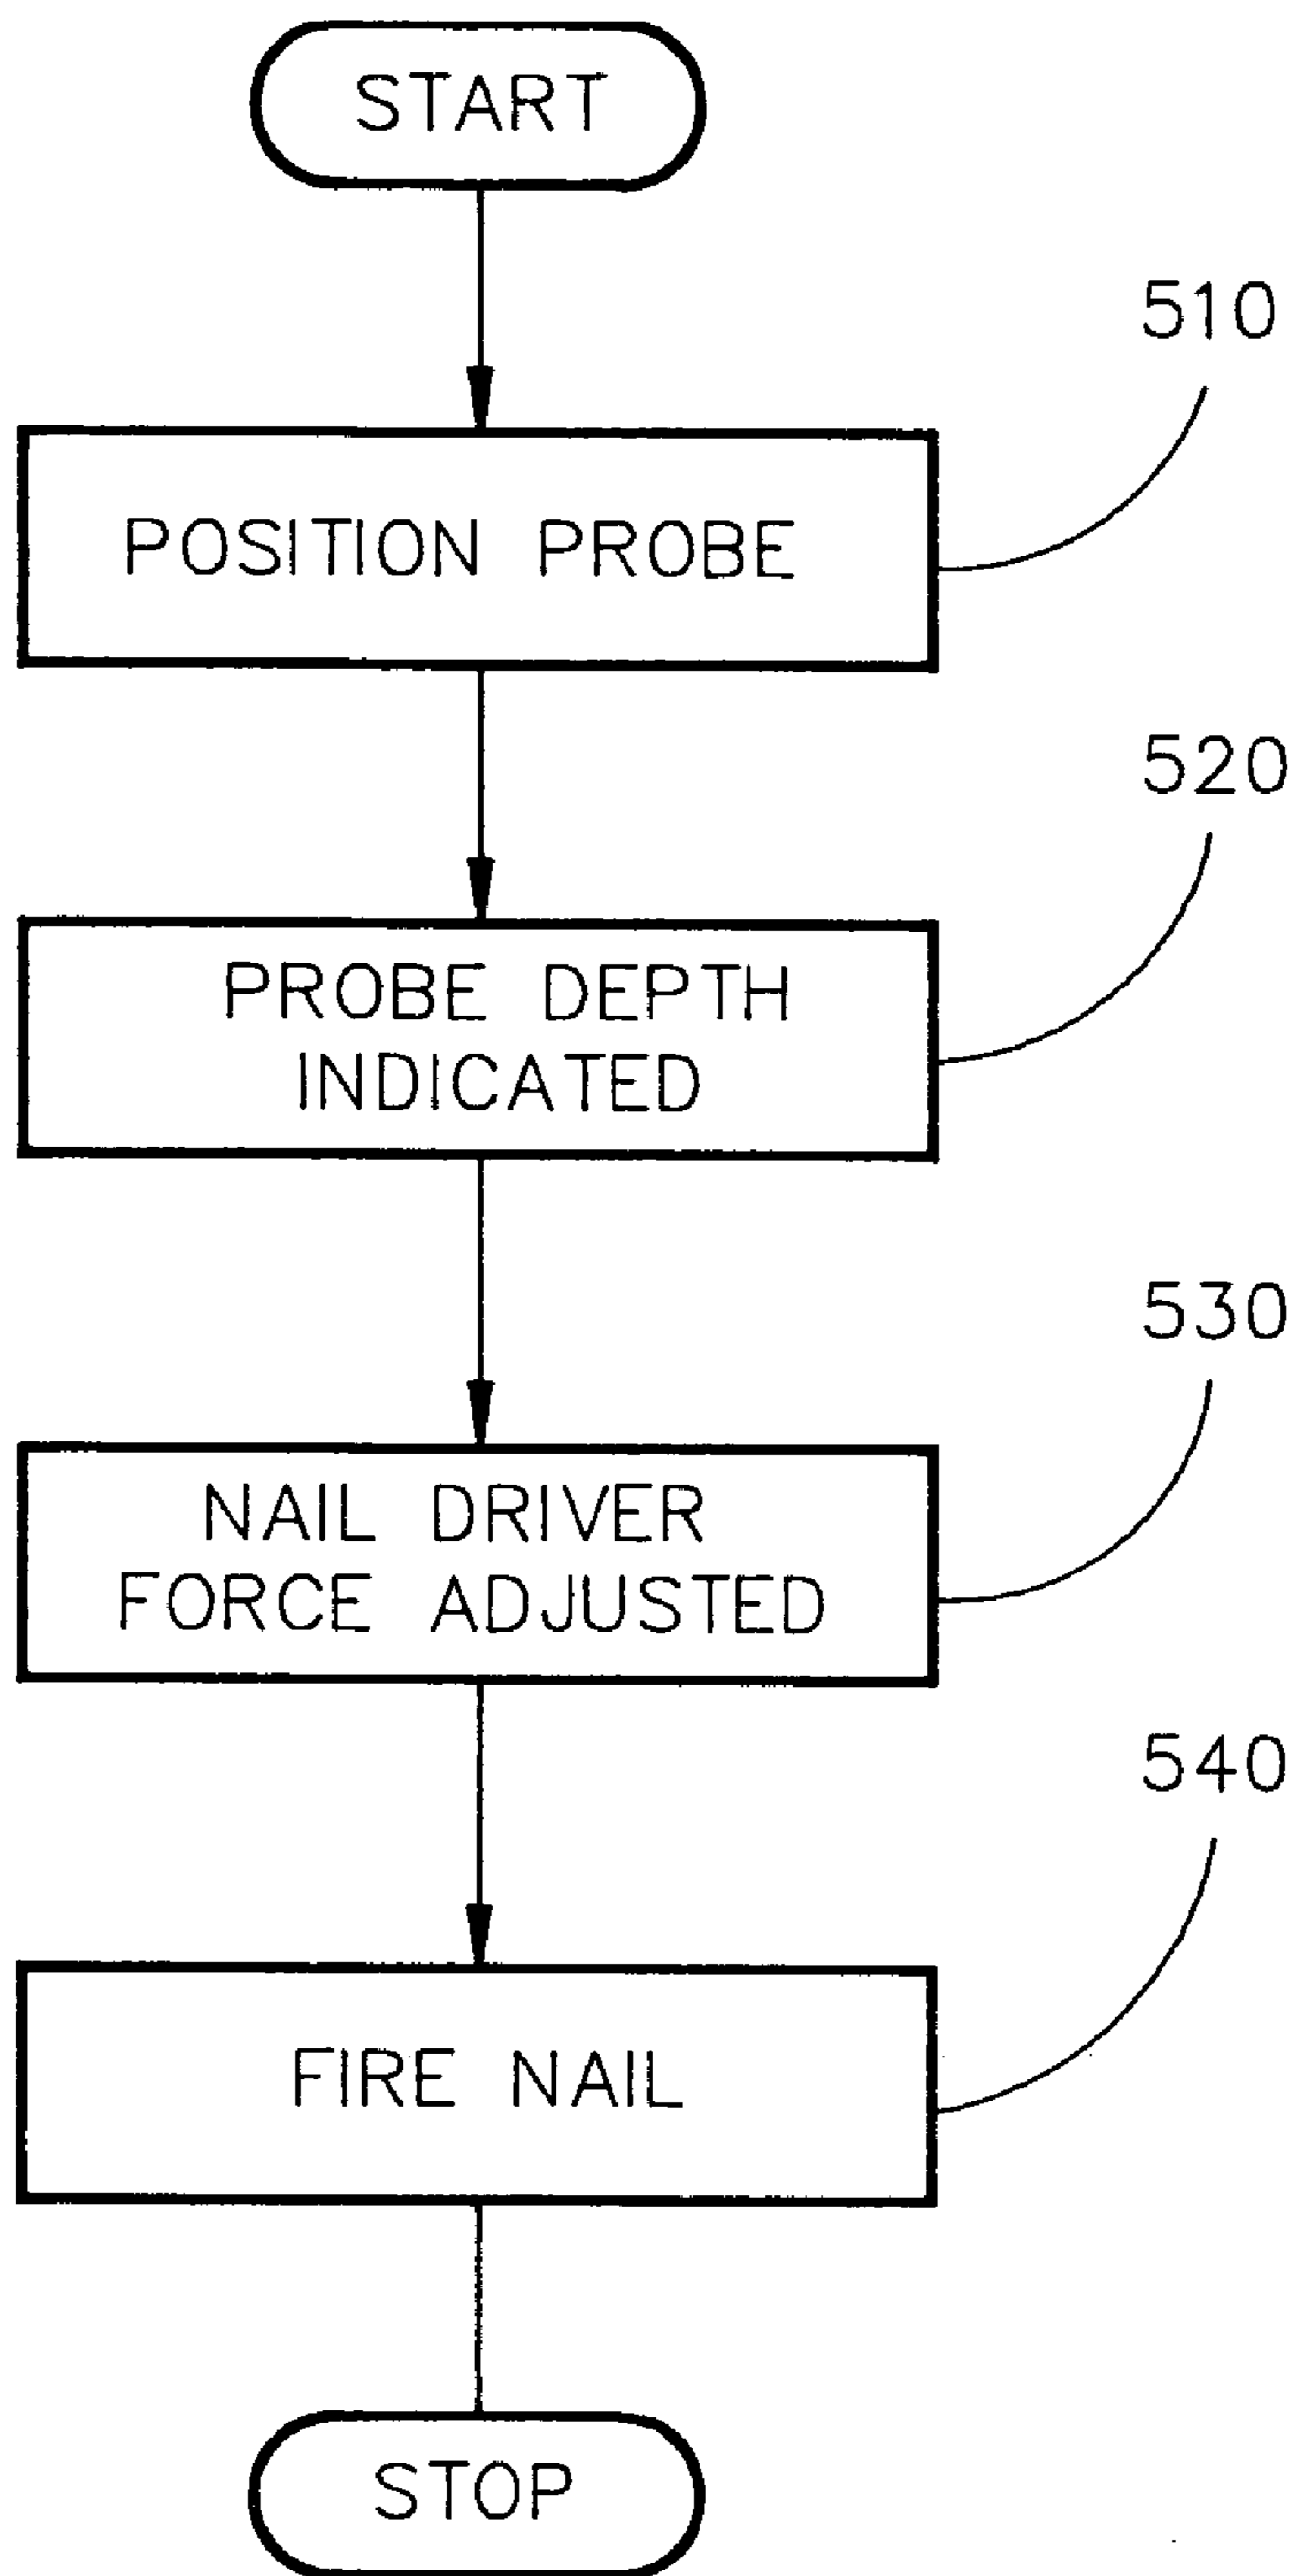 START
510
POSITION PROBE
520
PROBE DEPTH
INDICATED
530
NAIL DRIVER
FORCE ADJUSTED
540
FIRE NAIL
STOP